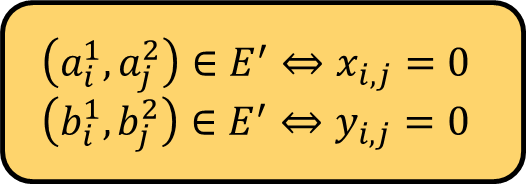 (a_i^1, a_j^2) ∈ E′ ⇔ x_{i,j} = 0
(b_i^1, b_j^2) ∈ E′ ⇔ y_{i,j} = 0